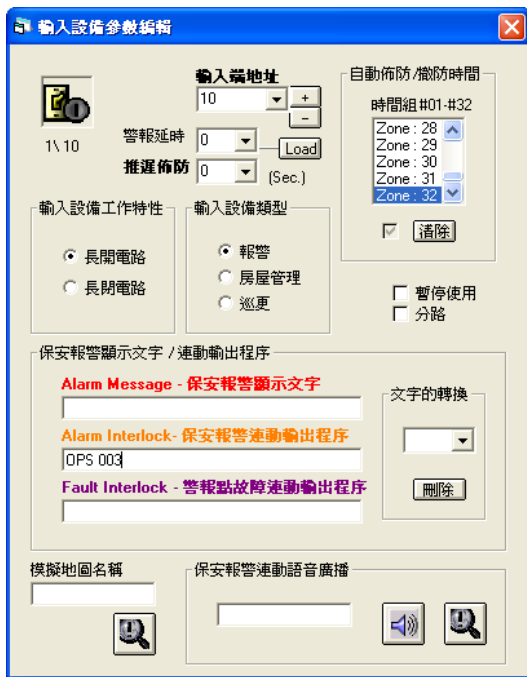 輸入設備參數編輯
輸入端地址
10
+
−
1\ 10
警報延時
0
Load
推遲佈防
0
(Sec.)
自動佈防/撤防時間
時間組#01-#32
Zone : 28
Zone : 29
Zone : 30
Zone : 31
Zone : 32
清除
輸入設備工作特性
長開電路
長閉電路
輸入設備類型
報警
房屋管理
巡更
暫停使用
分路
保安報警顯示文字 / 連動輸出程序
Alarm Message - 保安報警顯示文字
Alarm Interlock- 保安報警連動輸出程序
OPS 003
Fault Interlock - 警報點故障連動輸出程序
文字的轉換
刪除
模擬地圖名稱
保安報警連動語音廣播